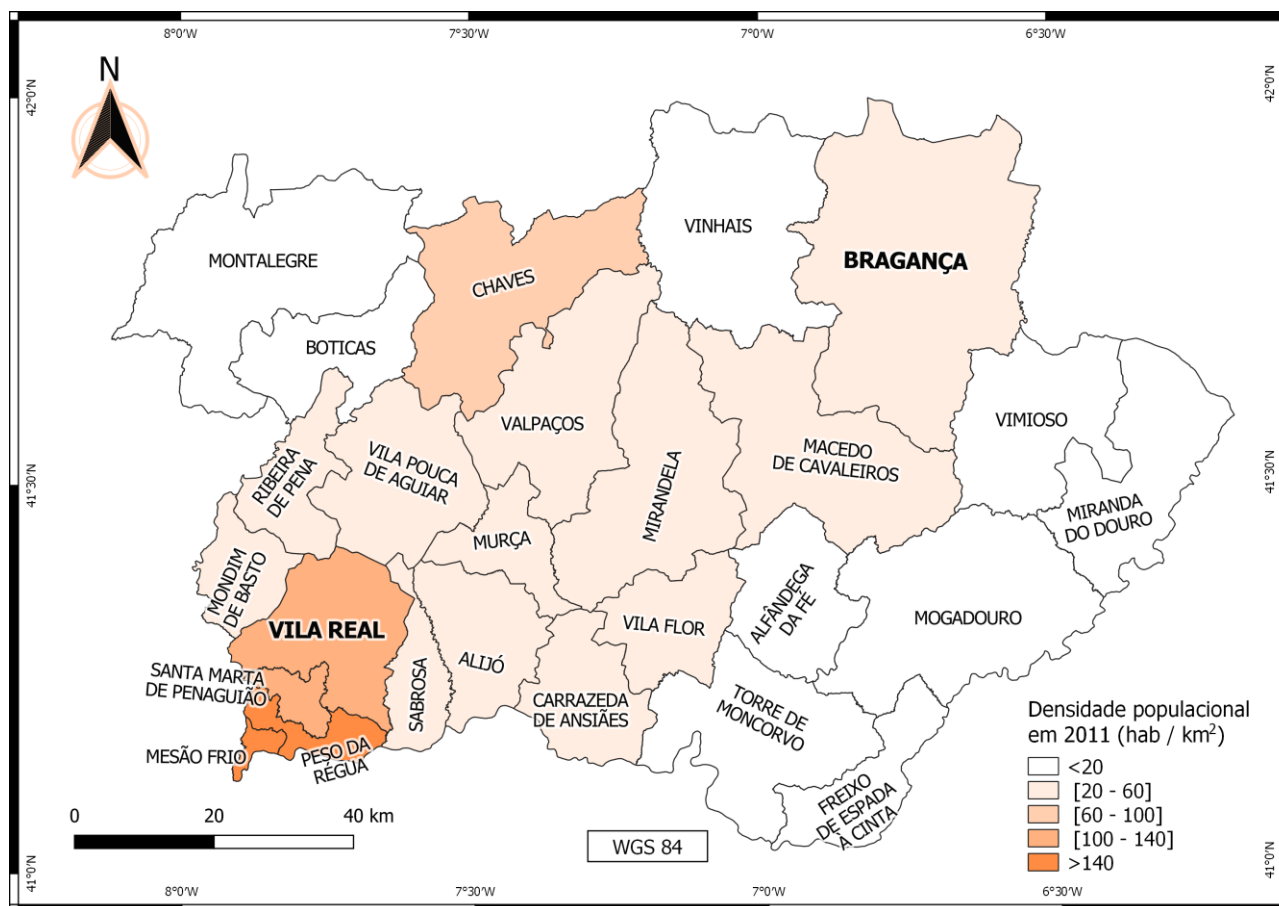 8°0'W 7°30'W 7°0'W 6°30'W
42°0'N 42°0'N
N
MONTALEGRE
VINHAIS
BRAGANÇA
CHAVES
BOTICAS
VALPAÇOS
VIMIOSO
MACEDO
DE CAVALEIROS
VILA POUCA
DE AGUIAR
RIBEIRA
DE PENA
41°30'N 41°30'N
MIRANDELA
MIRANDA
DO DOURO
MURÇA
MONDIM
DE BASTO
ALFÂNDEGA
DA FÉ
MOGADOURO
VILA REAL
VILA FLOR
ALIJÓ
SABROSA
SANTA MARTA
DE PENAGUIÃO
CARRAZEDA
DE ANSIÃES
TORRE DE
MONCORVO
MESÃO FRIO
PESO DA
RÉGUA
FREIXO
DE ESPADA
À CINTA
Densidade populacional
em 2011 (hab / km²)
<20
[20 - 60]
[60 - 100]
[100 - 140]
>140
0 20 40 km
WGS 84
41°0'N 41°0'N
8°0'W 7°30'W 7°0'W 6°30'W